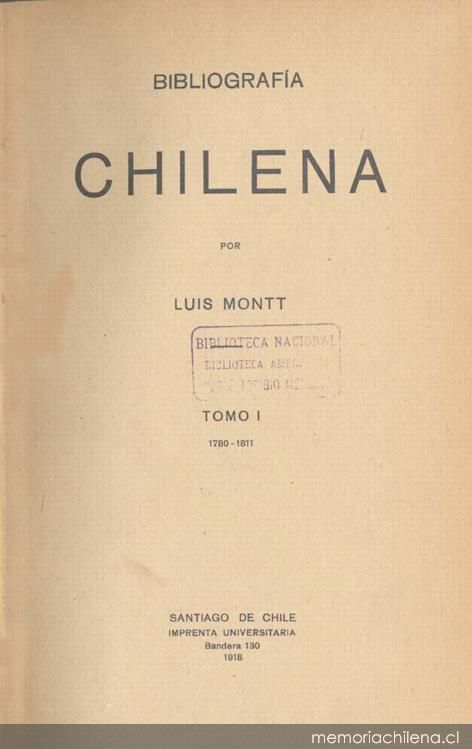 BIBLIOGRAFÍA
CHILENA
POR
LUIS MONTT
BIBLIOTECA NACIONAL
BIBLIOTECA
TOMO I
1780-1811
SANTIAGO DE CHILE
IMPRENTA UNIVERSITARIA
Bandera 130
1918
memoriachilena.cl